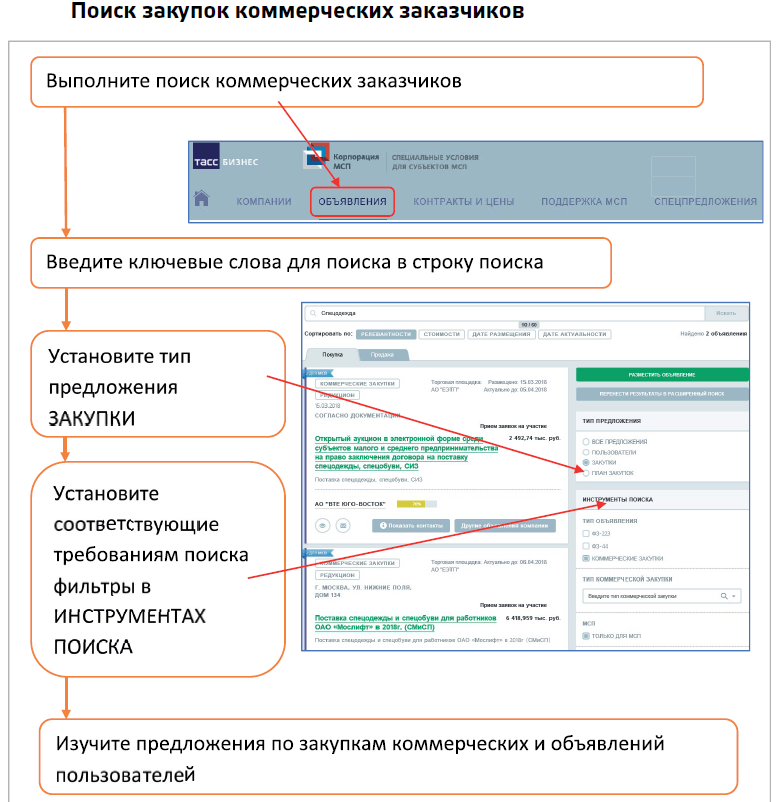 Поиск закупок коммерческих заказчиков
Выполните поиск коммерческих заказчиков
ТАСС БИЗНЕС
Корпорация
МСП
СПЕЦИАЛЬНЫЕ УСЛОВИЯ
ДЛЯ СУБЪЕКТОВ МСП
КОМПАНИИ ОБЪЯВЛЕНИЯ КОНТРАКТЫ И ЦЕНЫ ПОДДЕРЖКА МСП СПЕЦПРЕДЛОЖЕНИЯ
Введите ключевые слова для поиска в строку поиска
Спецодежда Искать
90 / 60
Сортировать по: РЕЛЕВАНТНОСТИ СТОИМОСТИ ДАТЕ РАЗМЕЩЕНИЯ ДАТЕ АКТУАЛЬНОСТИ Найдено 2 объявления
Установите тип
предложения
ЗАКУПКИ
Покупка Продажа
КОММЕРЧЕСКИЕ ЗАКУПКИ
РЕДУКЦИОН
15.03.2018
СОГЛАСНО ДОКУМЕНТАЦИИ
Торговая площадка Размещено: 15.03.2018
АО "ЕЭТП" Актуально до: 05.04.2018
Прием заявок на участие
Открытый аукцион в электронной форме среди
субъектов малого и среднего предпринимательства
на право заключения договора на поставку
спецодежды, спецобуви, СИЗ
2 492,74 тыс. руб.
Поставка спецодежды, спецобуви, СИЗ
АО "ВТЕ ЮГО-ВОСТОК"
Показать контакты Другие объявления компании
КОММЕРЧЕСКИЕ ЗАКУПКИ
РЕДУКЦИОН
Г. МОСКВА, УЛ. НИЖНИЕ ПОЛЯ,
ДОМ 134
Торговая площадка: Актуально до: 06.04.2018
АО "ЕЭТП"
Прием заявок на участие
Поставка спецодежды и спецобуви для работников
ОАО «Мослифт» в 2018г. (СМиСП)
6 418,959 тыс. руб.
Поставка спецодежды и спецобуви для работников ОАО «Мослифт» в 2018г. (СМиСП)
РАЗМЕСТИТЬ ОБЪЯВЛЕНИЕ
ПЕРЕНЕСТИ РЕЗУЛЬТАТЫ В РАСШИРЕННЫЙ ПОИСК
ТИП ПРЕДЛОЖЕНИЯ
ВСЕ ПРЕДЛОЖЕНИЯ
ПОЛЬЗОВАТЕЛИ
ЗАКУПКИ
ПЛАН ЗАКУПОК
ИНСТРУМЕНТЫ ПОИСКА
ТИП ОБЪЯВЛЕНИЯ
ФЗ-223
ФЗ-44
КОММЕРЧЕСКИЕ ЗАКУПКИ
ТИП КОММЕРЧЕСКОЙ ЗАКУПКИ
Введите тип коммерческой закупки
МСП
ТОЛЬКО ДЛЯ МСП
Установите
соответствующие
требованиям поиска
фильтры в
ИНСТРУМЕНТАХ
ПОИСКА
Изучите предложения по закупкам коммерческих и объявлений
пользователей